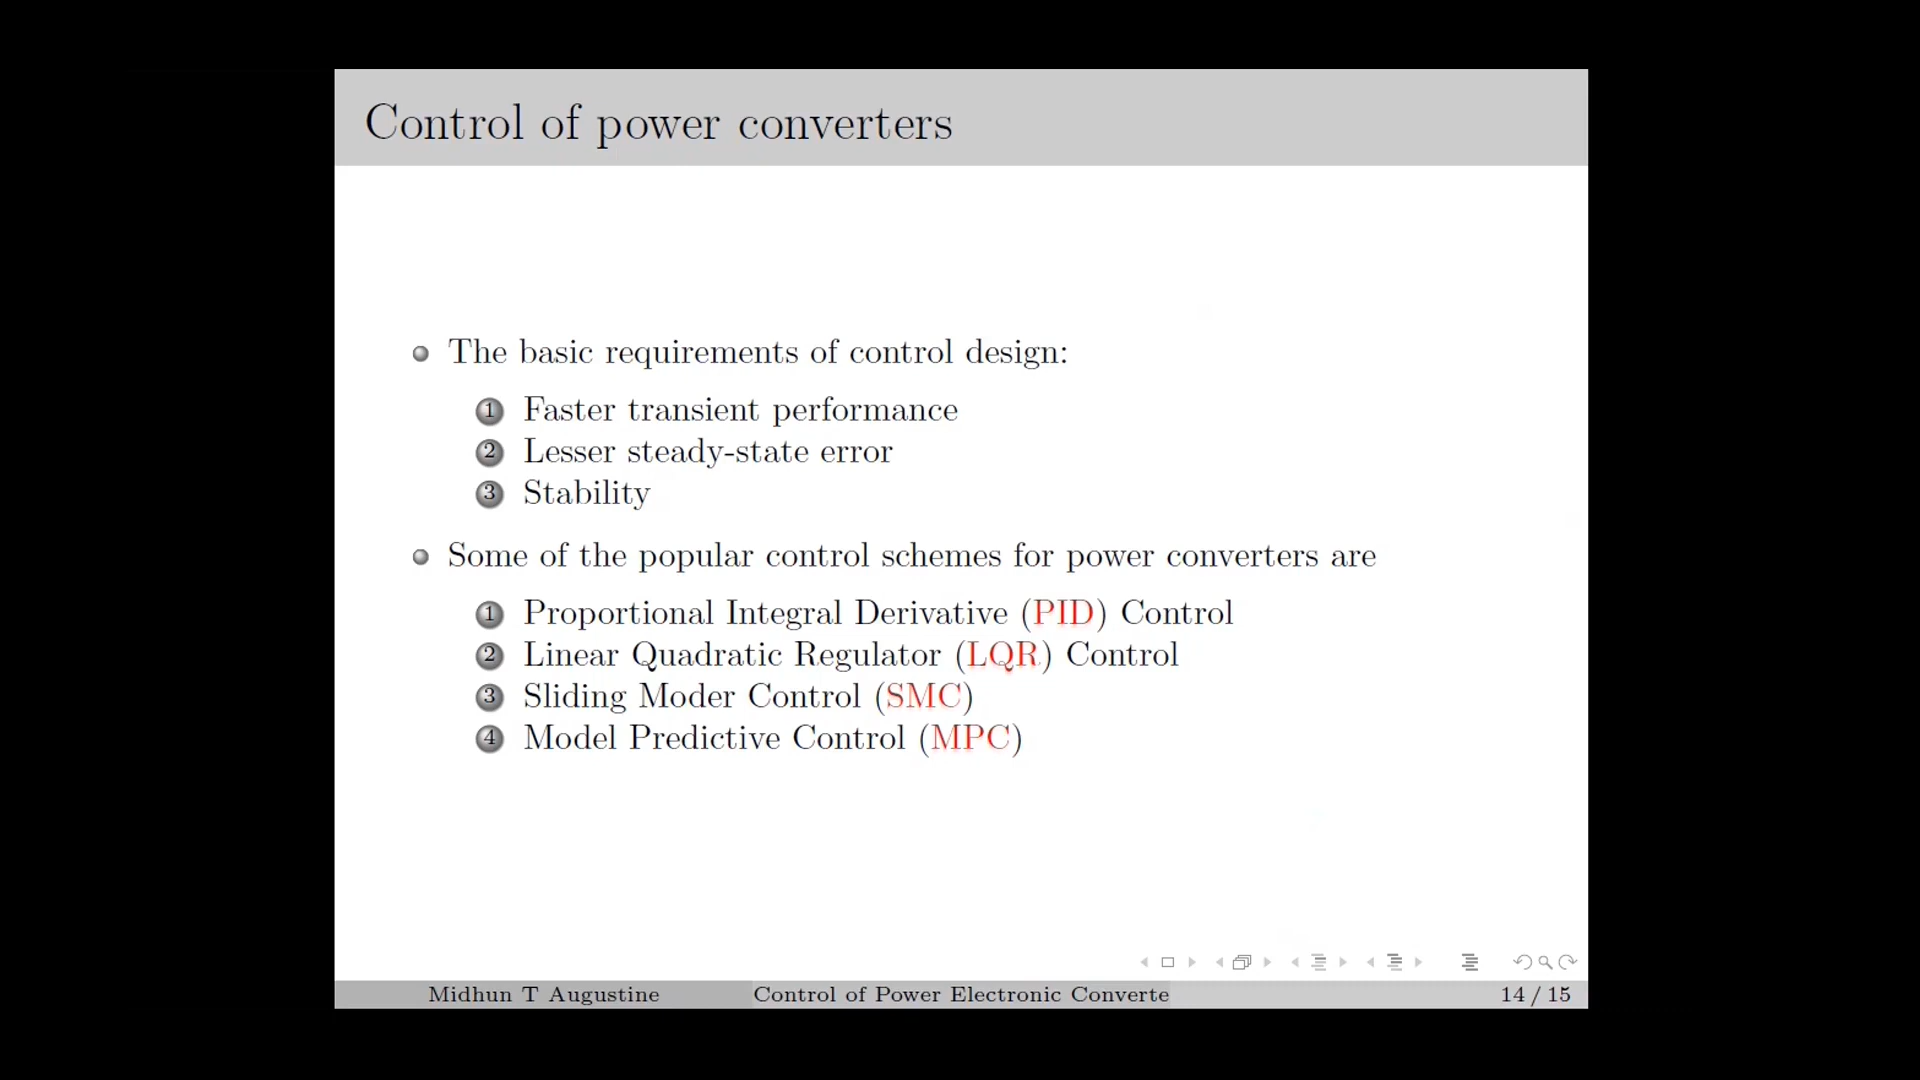 Control of power converters
The basic requirements of control design:
1 Faster transient performance
2 Lesser steady-state error
3 Stability
Some of the popular control schemes for power converters are
1 Proportional Integral Derivative (PID) Control
2 Linear Quadratic Regulator (LQR) Control
3 Sliding Moder Control (SMC)
4 Model Predictive Control (MPC)
Midhun T Augustine Control of Power Electronic Converte 14 / 15